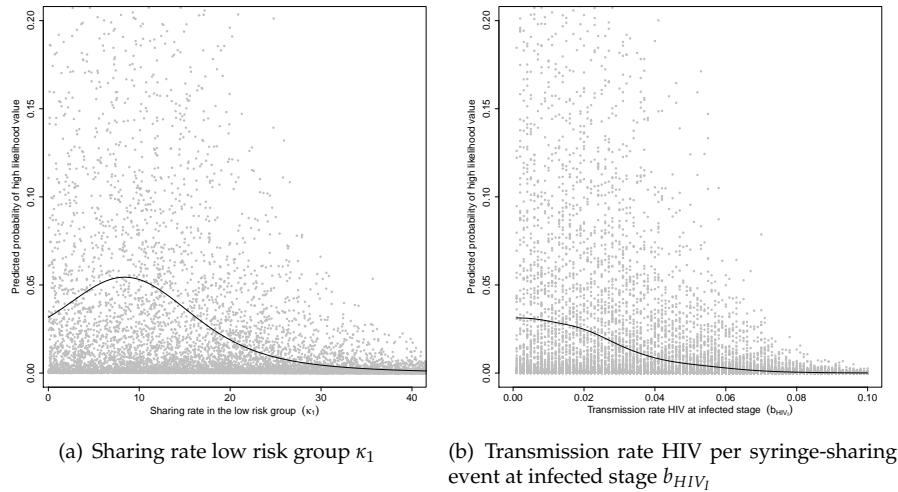 0.20
0.15
0.10
0.05
0.00
Predicted probability of high likelihood value
0 10 20 30 40
Sharing rate in the low risk group (κ₁)
0.20
0.15
0.10
0.05
0.00
Predicted probability of high likelihood value
0.00 0.02 0.04 0.06 0.08 0.10
Transmission rate HIV at infected stage (b_HIV_I)
(a) Sharing rate low risk group κ₁
(b) Transmission rate HIV per syringe-sharing
event at infected stage b_HIV_I